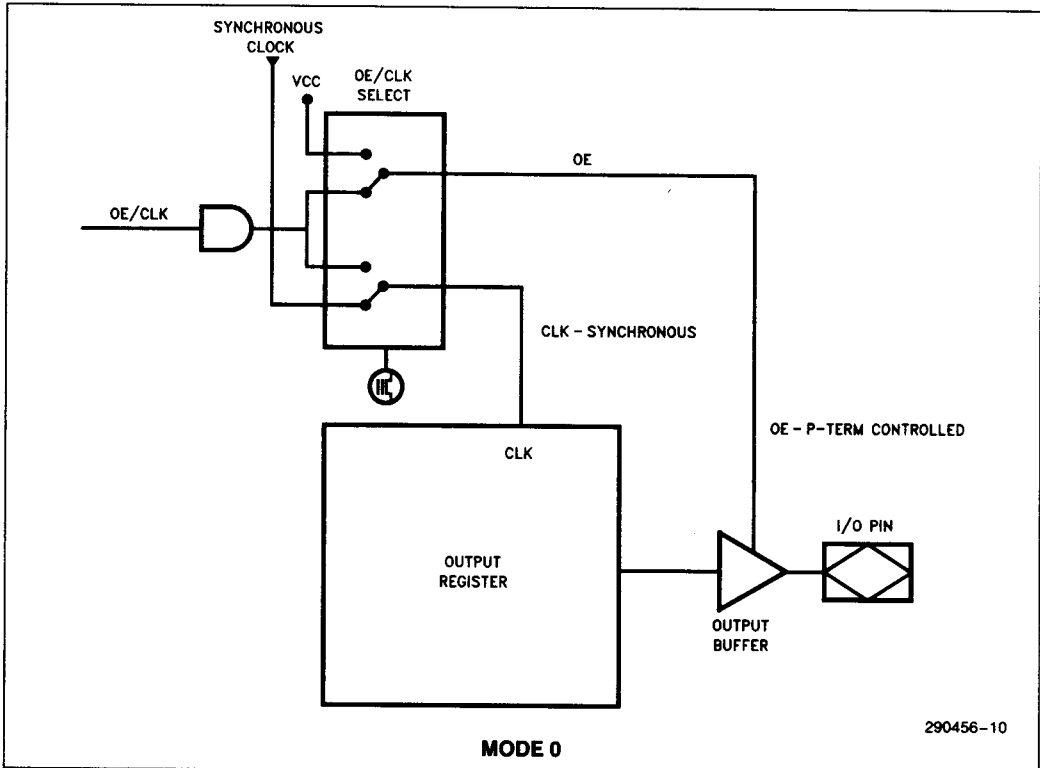 SYNCHRONOUS
CLOCK
VCC
OE/CLK
SELECT
OE
OE/CLK
CLK – SYNCHRONOUS
CLK
OE – P-TERM CONTROLLED
I/O PIN
OUTPUT
REGISTER
OUTPUT
BUFFER
290456–10
MODE 0